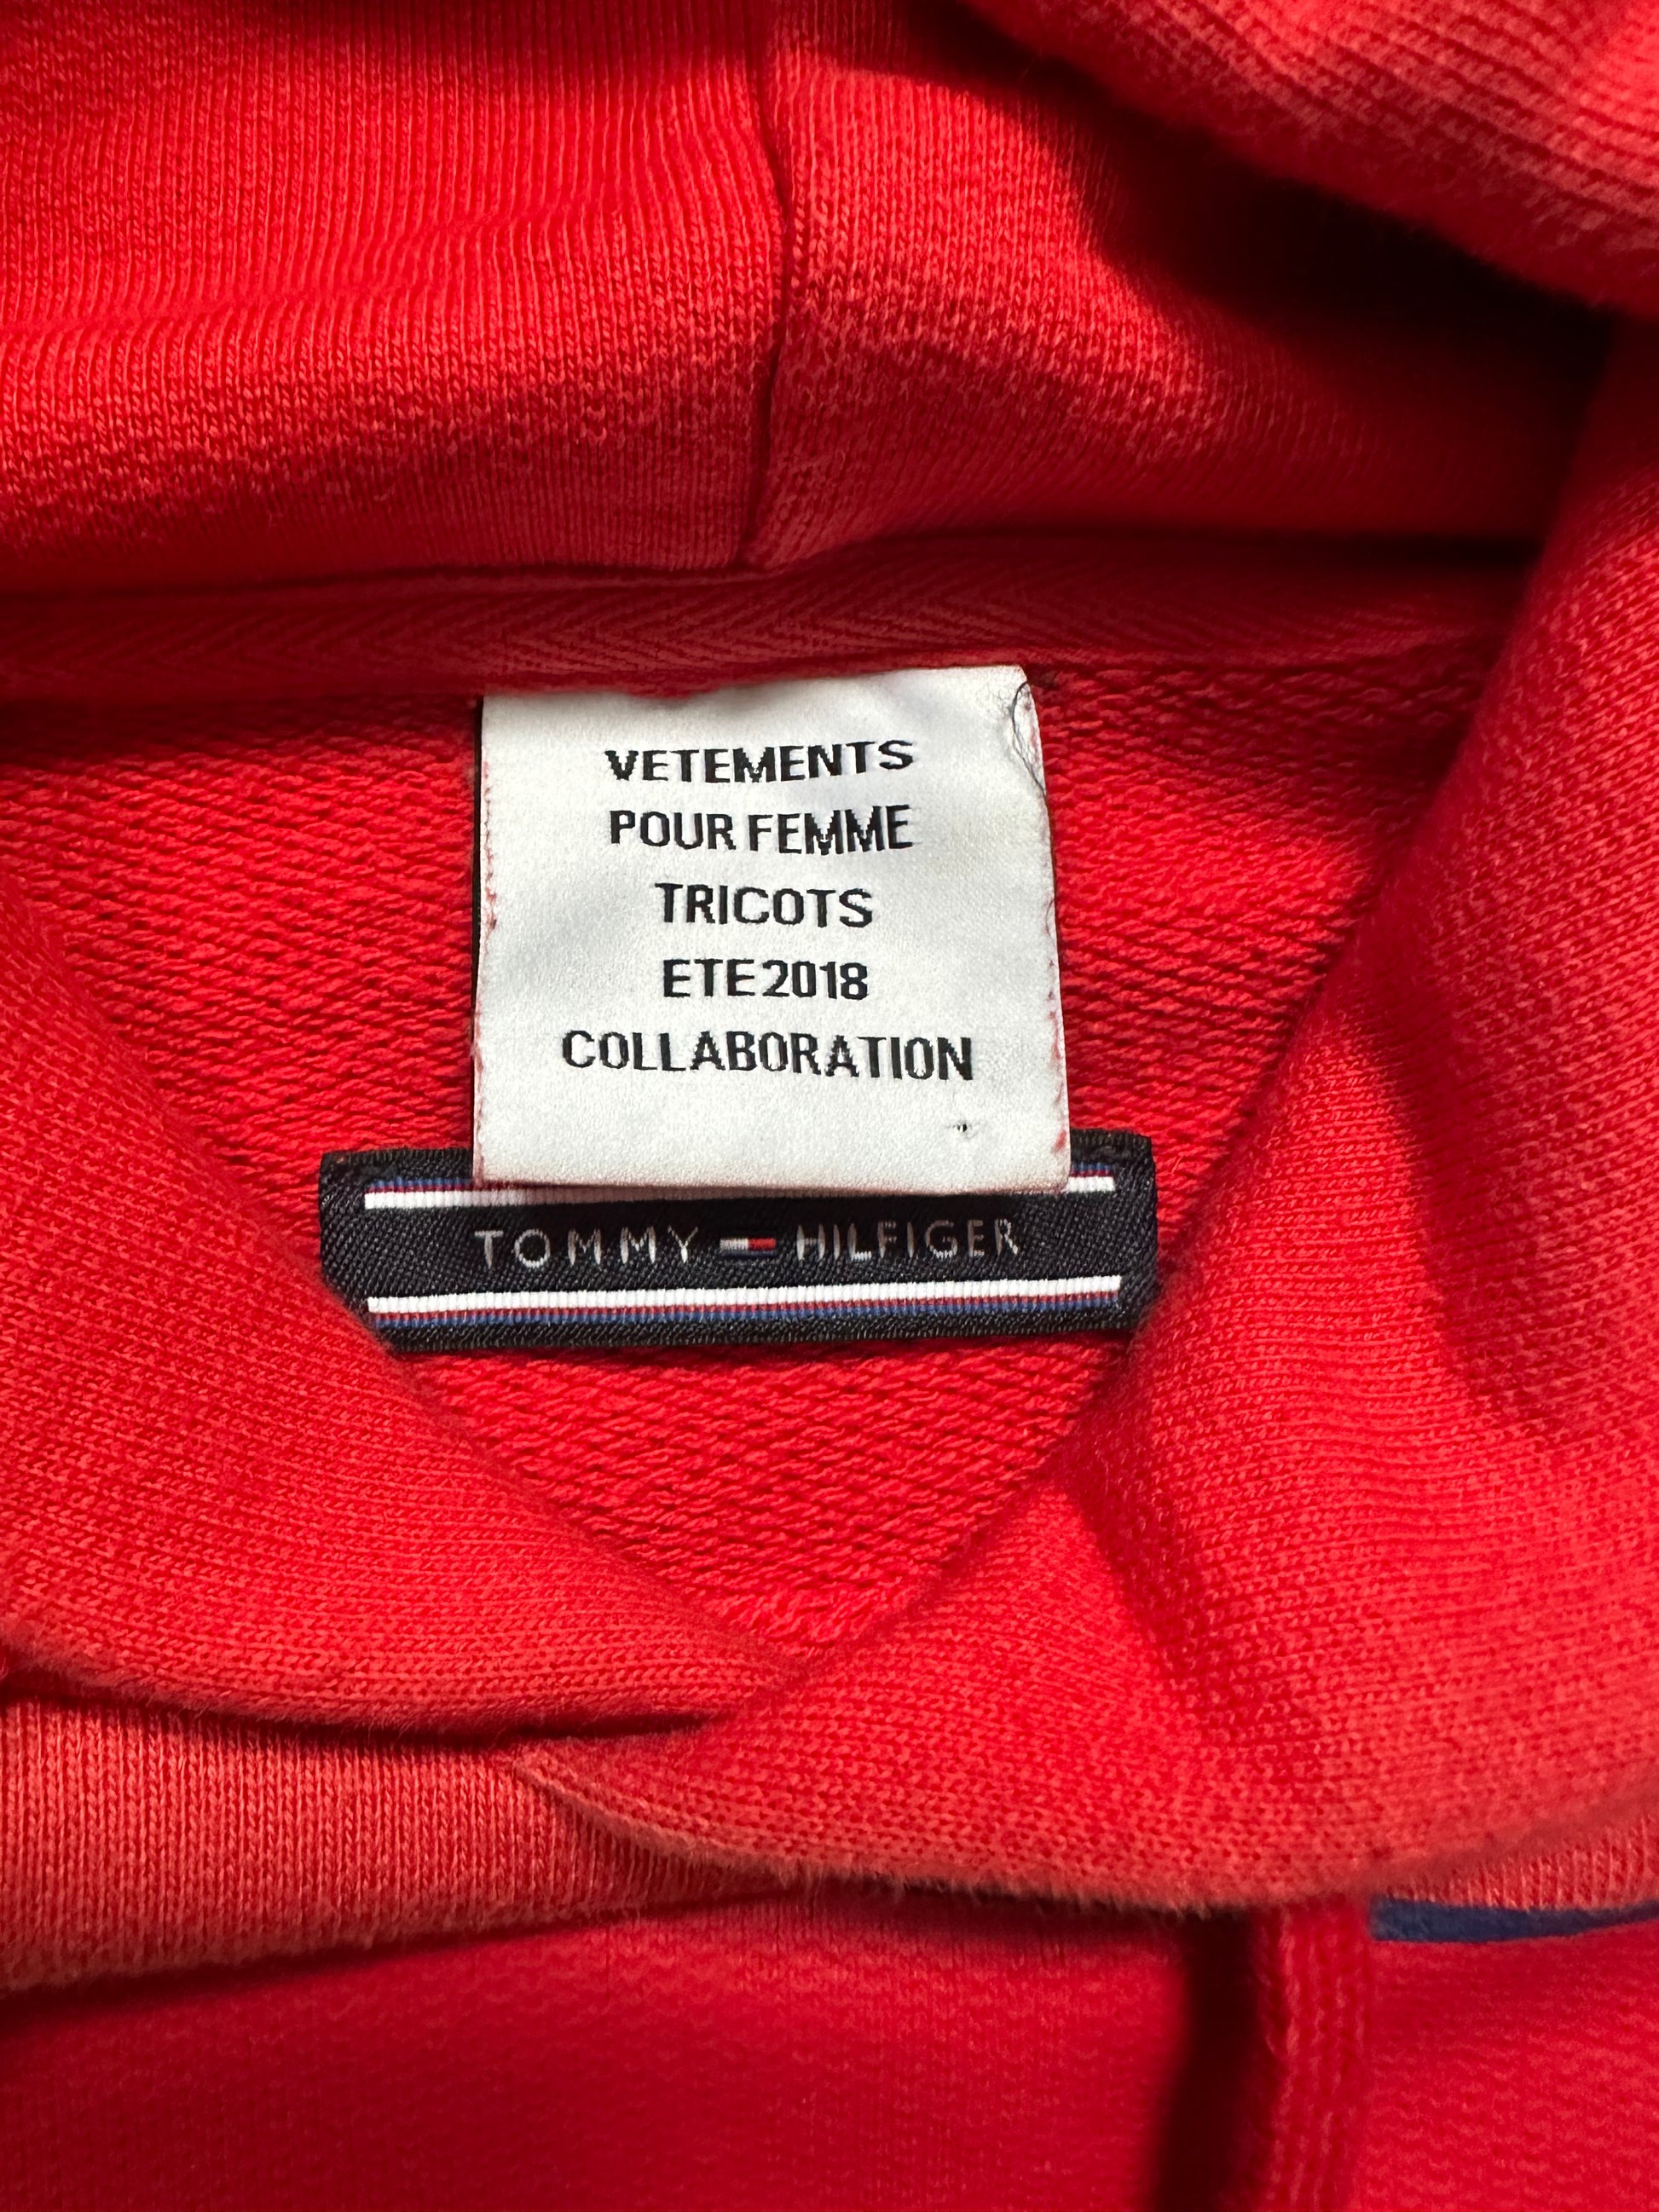 VETEMENTS
POUR FEMME
TRICOTS
ETE2018
COLLABORATION
TOMMY HILFIGER